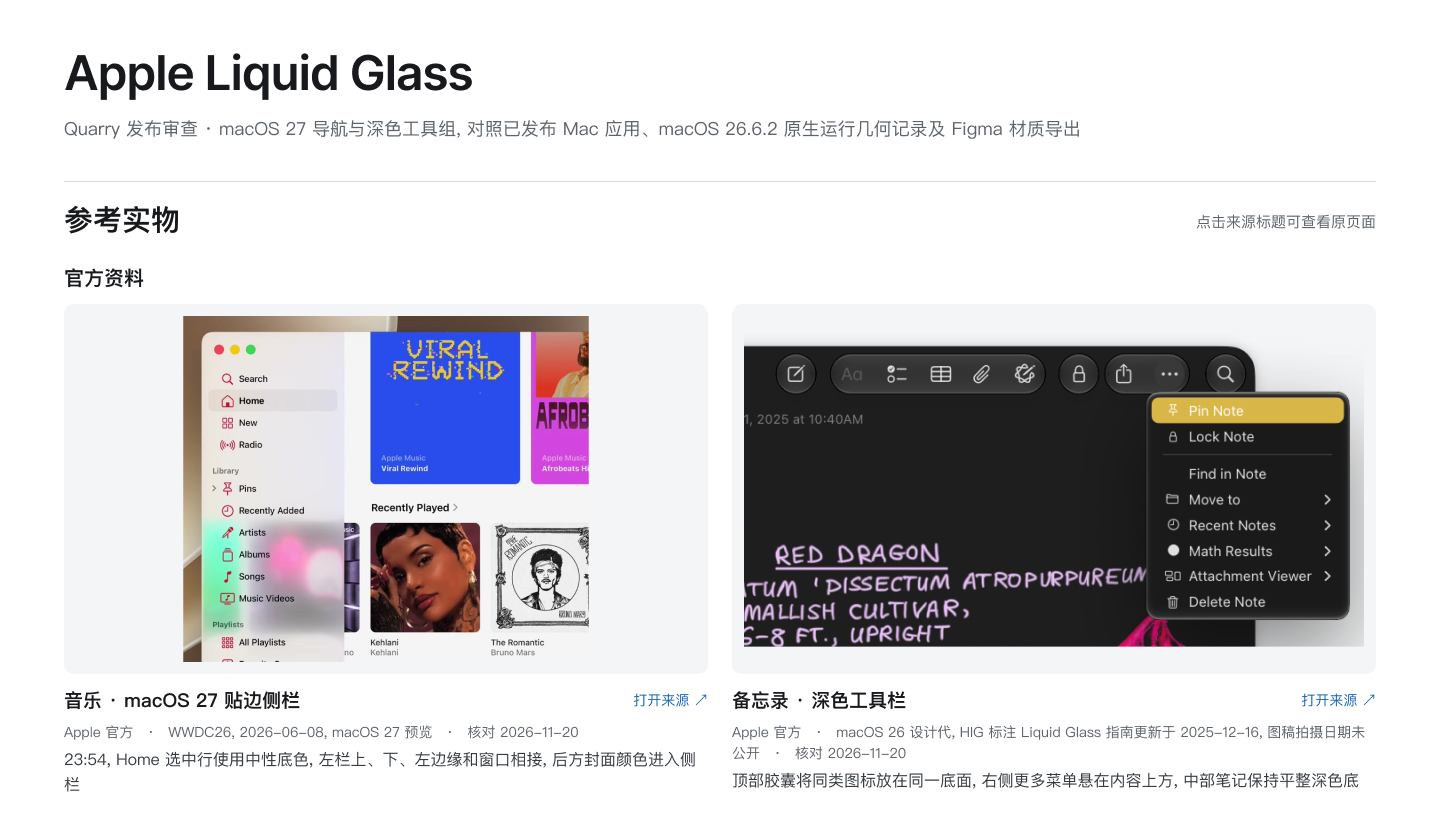 Apple Liquid Glass
Quarry 发布审查 · macOS 27 导航与深色工具组, 对照已发布 Mac 应用、macOS 26.6.2 原生运行几何记录及 Figma 材质导出
参考实物
点击来源标题可查看原页面
官方资料
Search
Home
New
Radio
Library
Pins
Recently Added
Artists
Albums
Songs
Music Videos
Playlists
All Playlists
VIRAL
REWIND
Apple Music
Viral Rewind
AFROB
Apple Music
Afrobeats Hi
Recently Played
THE
ROMANTIC
BRUNO MARS
no
Kehlani
Kehlani
The Romantic
Bruno Mars
Aa
1, 2025 at 10:40AM
Pin Note
Lock Note
Find in Note
Move to
Recent Notes
Math Results
Attachment Viewer
Delete Note
RED DRAGON
TUM 'DISSECTUM ATROPURPUREUM
MALLISH CULTIVAR,
6-8 FT., UPRIGHT
音乐 · macOS 27 贴边侧栏
打开来源 ↗
Apple 官方 · WWDC26, 2026-06-08, macOS 27 预览 · 核对 2026-11-20
23:54, Home 选中行使用中性底色, 左栏上、下、左边缘和窗口相接, 后方封面颜色进入侧
栏
备忘录 · 深色工具栏
打开来源 ↗
Apple 官方 · macOS 26 设计代, HIG 标注 Liquid Glass 指南更新于 2025-12-16, 图稿拍摄日期未
公开 · 核对 2026-11-20
顶部胶囊将同类图标放在同一底面, 右侧更多菜单悬在内容上方, 中部笔记保持平整深色底